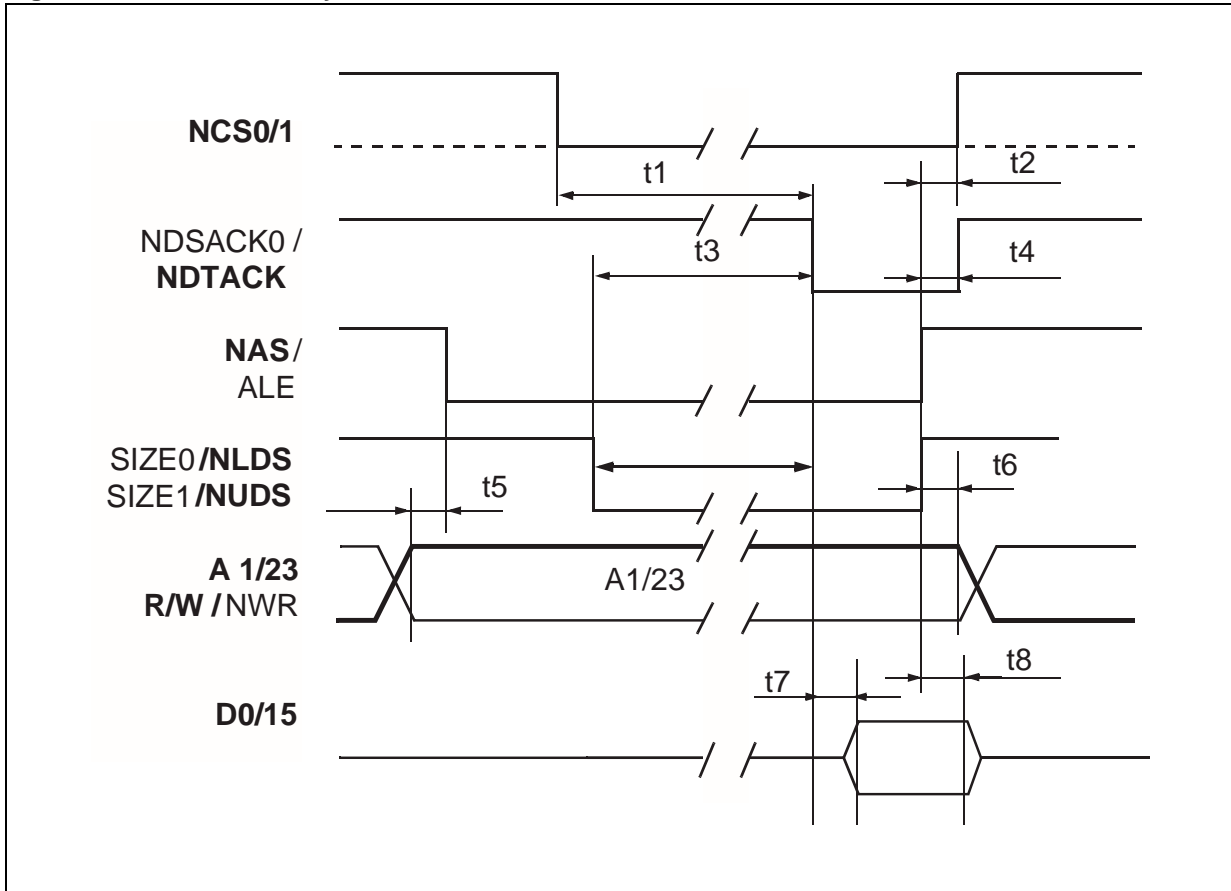 NCS0/1
t1
t2
NDSACK0 /
NDTACK
t3
t4
NAS/
ALE
SIZE0/NLDS
SIZE1/NUDS
t5
t6
A 1/23
R/W / NWR
A1/23
D0/15
t7
t8